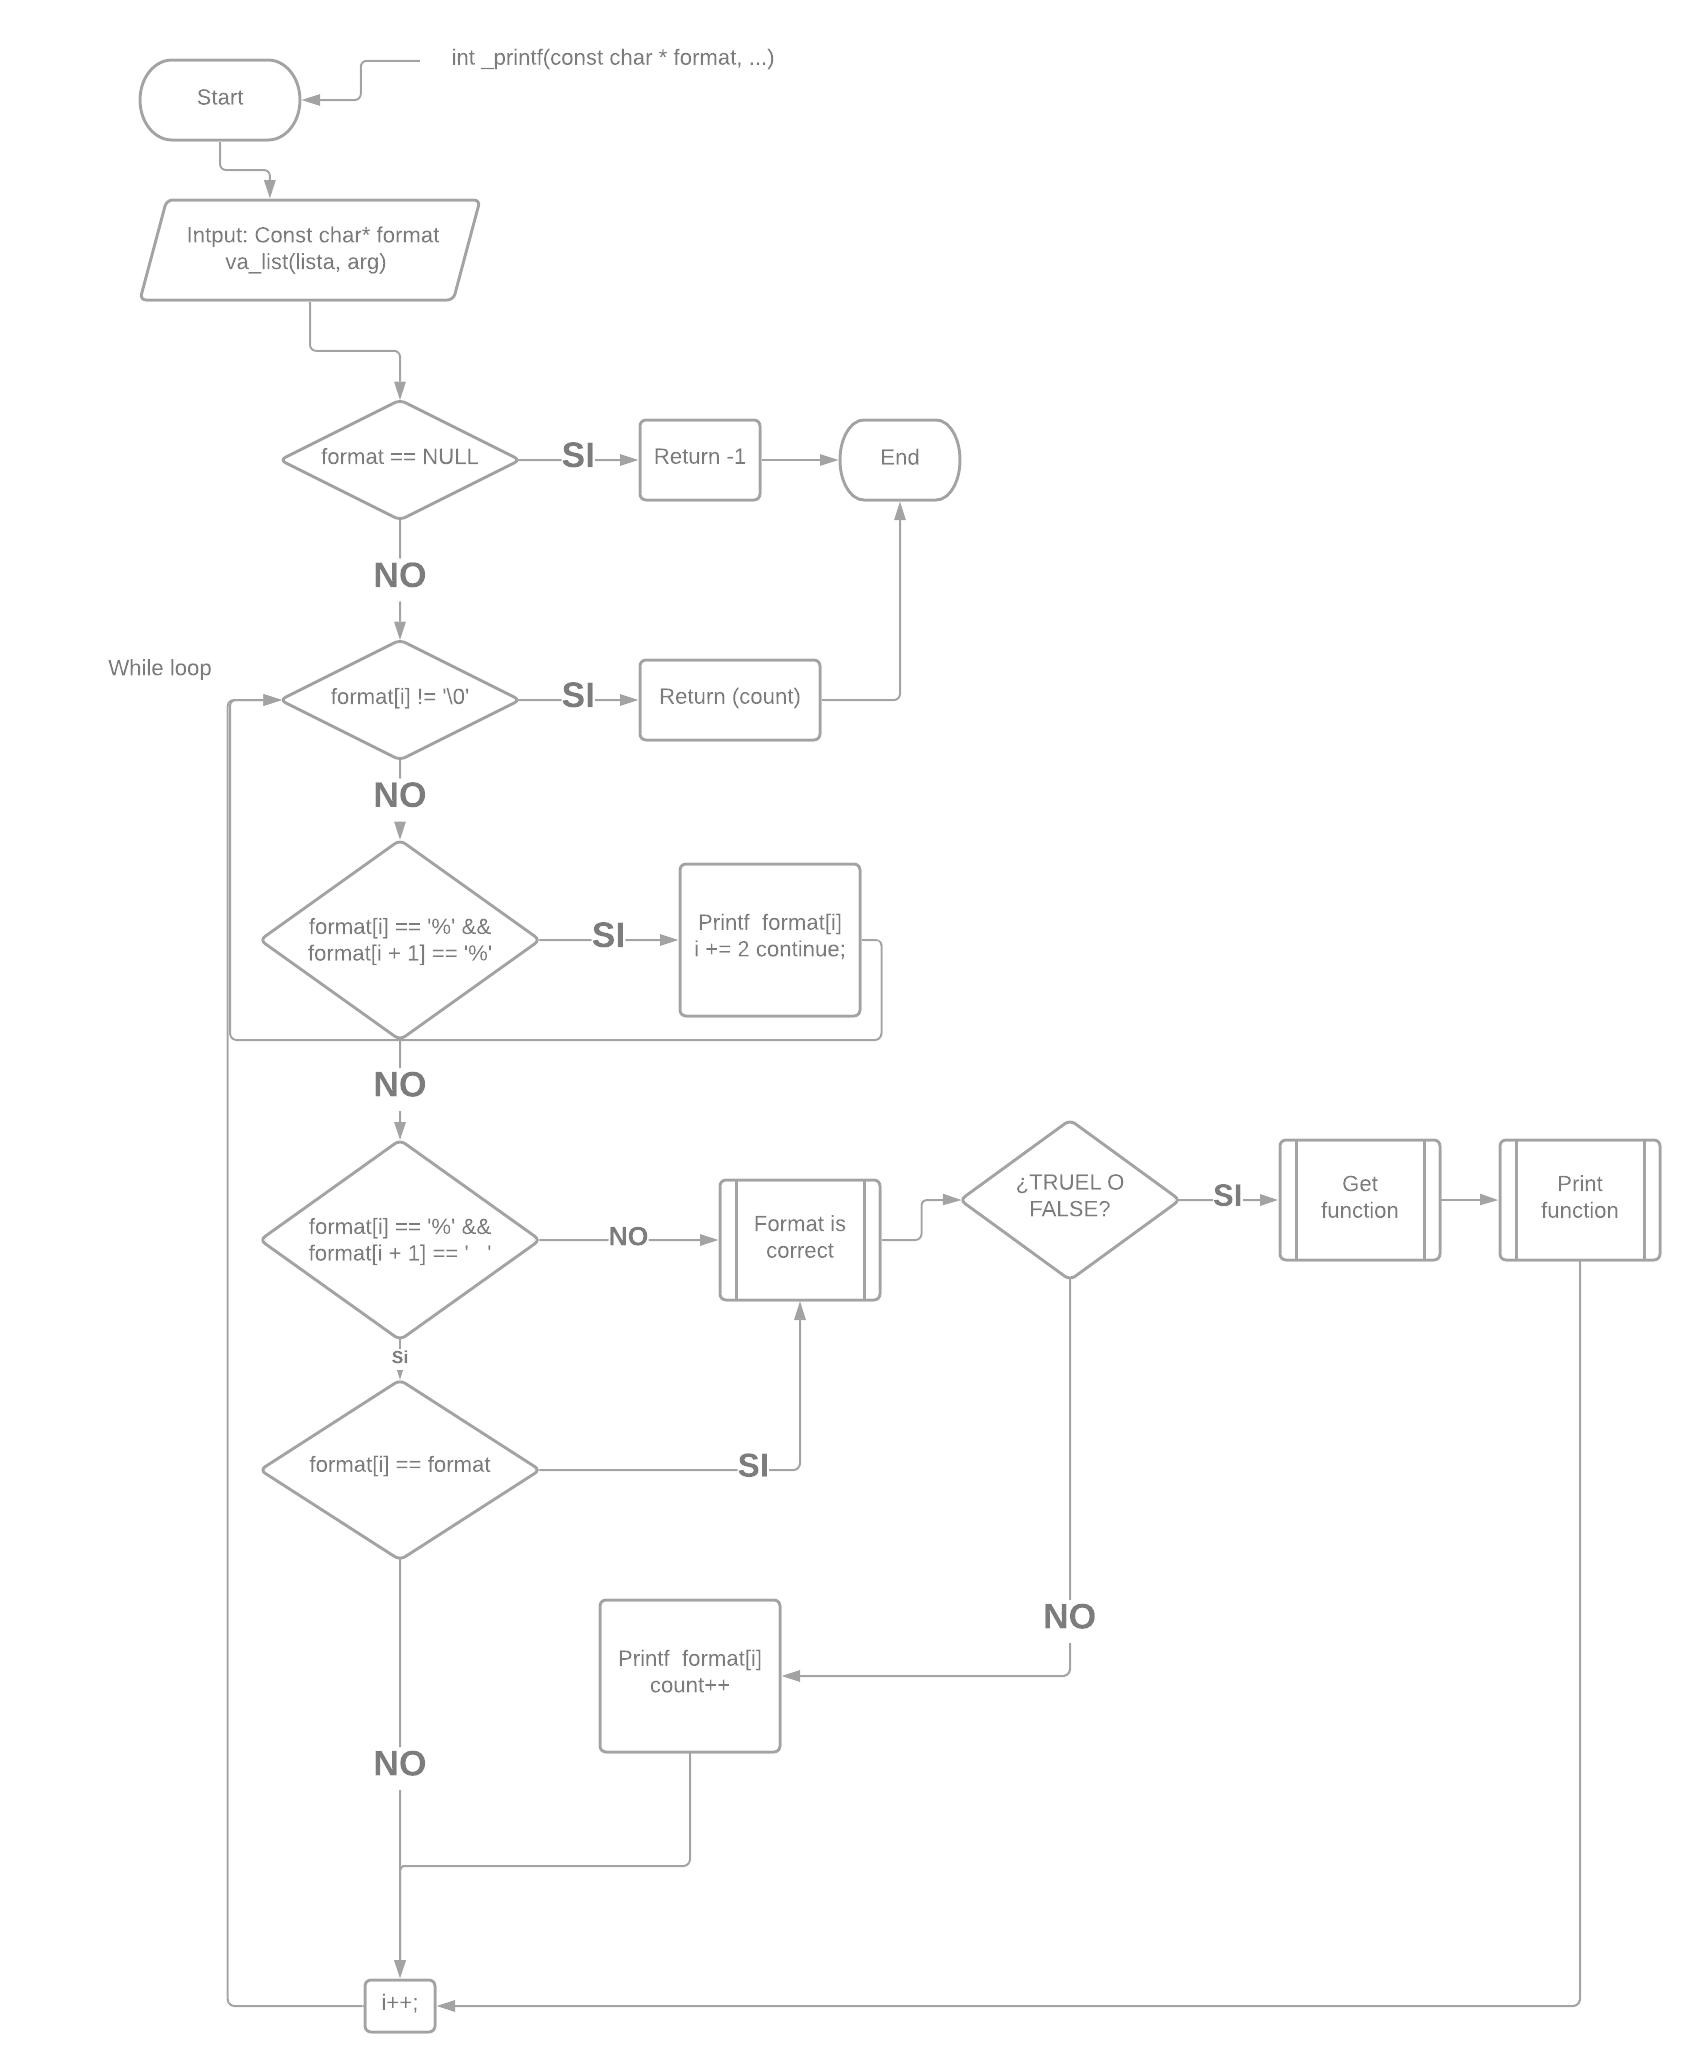 int _printf(const char * format, ...)
Start
Intput: Const char* format
va_list(lista, arg)
format == NULL
SI
Return -1
End
NO
While loop
format[i] != '\0'
SI
Return (count)
NO
format[i] == '%' &&
format[i + 1] == '%'
SI
Printf  format[i]
i += 2 continue;
NO
format[i] == '%' &&
format[i + 1] == '   '
NO
Format is
correct
¿TRUEL O
FALSE?
SI
Get
function
Print
function
Si
format[i] == format
SI
NO
Printf  format[i]
count++
NO
i++;